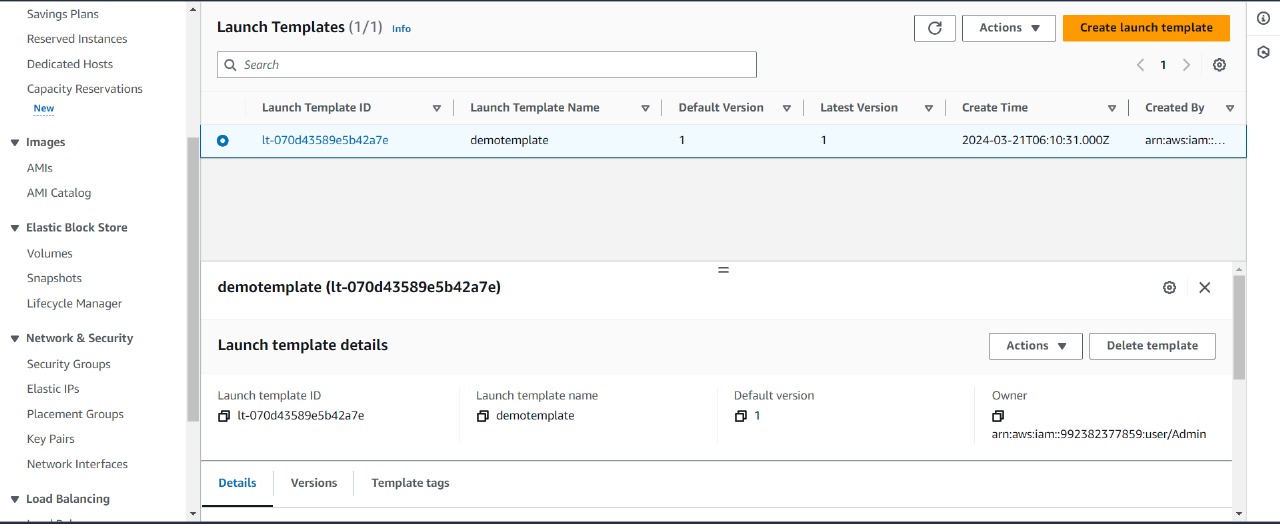 Savings Plans
Reserved Instances
Dedicated Hosts
Capacity Reservations
New
Images
AMIs
AMI Catalog
Elastic Block Store
Volumes
Snapshots
Lifecycle Manager
Network & Security
Security Groups
Elastic IPs
Placement Groups
Key Pairs
Network Interfaces
Load Balancing
Launch Templates (1/1) Info
Actions
Create launch template
Search
1
Launch Template ID Launch Template Name Default Version Latest Version Create Time Created By
lt-070d43589e5b42a7e demotemplate 1 1 2024-03-21T06:10:31.000Z arn:aws:iam::...
demotemplate (lt-070d43589e5b42a7e)
Launch template details
Actions
Delete template
Launch template ID Launch template name Default version Owner
lt-070d43589e5b42a7e demotemplate 1
arn:aws:iam::992382377859:user/Admin
Details Versions Template tags